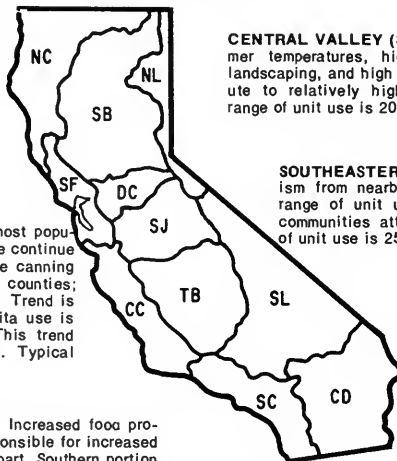 CENTRAL VALLEY (
mer temperatures, hi
landscaping, and high
ute to relatively high
range of unit use is 20
SOUTHEASTER
ism from nearb
range of unit u
communities att
of unit use is 25
NC
NL
SB
SF
DC
SJ
CC
TB
SL
SC
CD
nost popu-
e continue
e canning
counties;
Trend is
ita use is
This trend
. Typical
Increased food pro-
onsible for increased
part. Southern portion